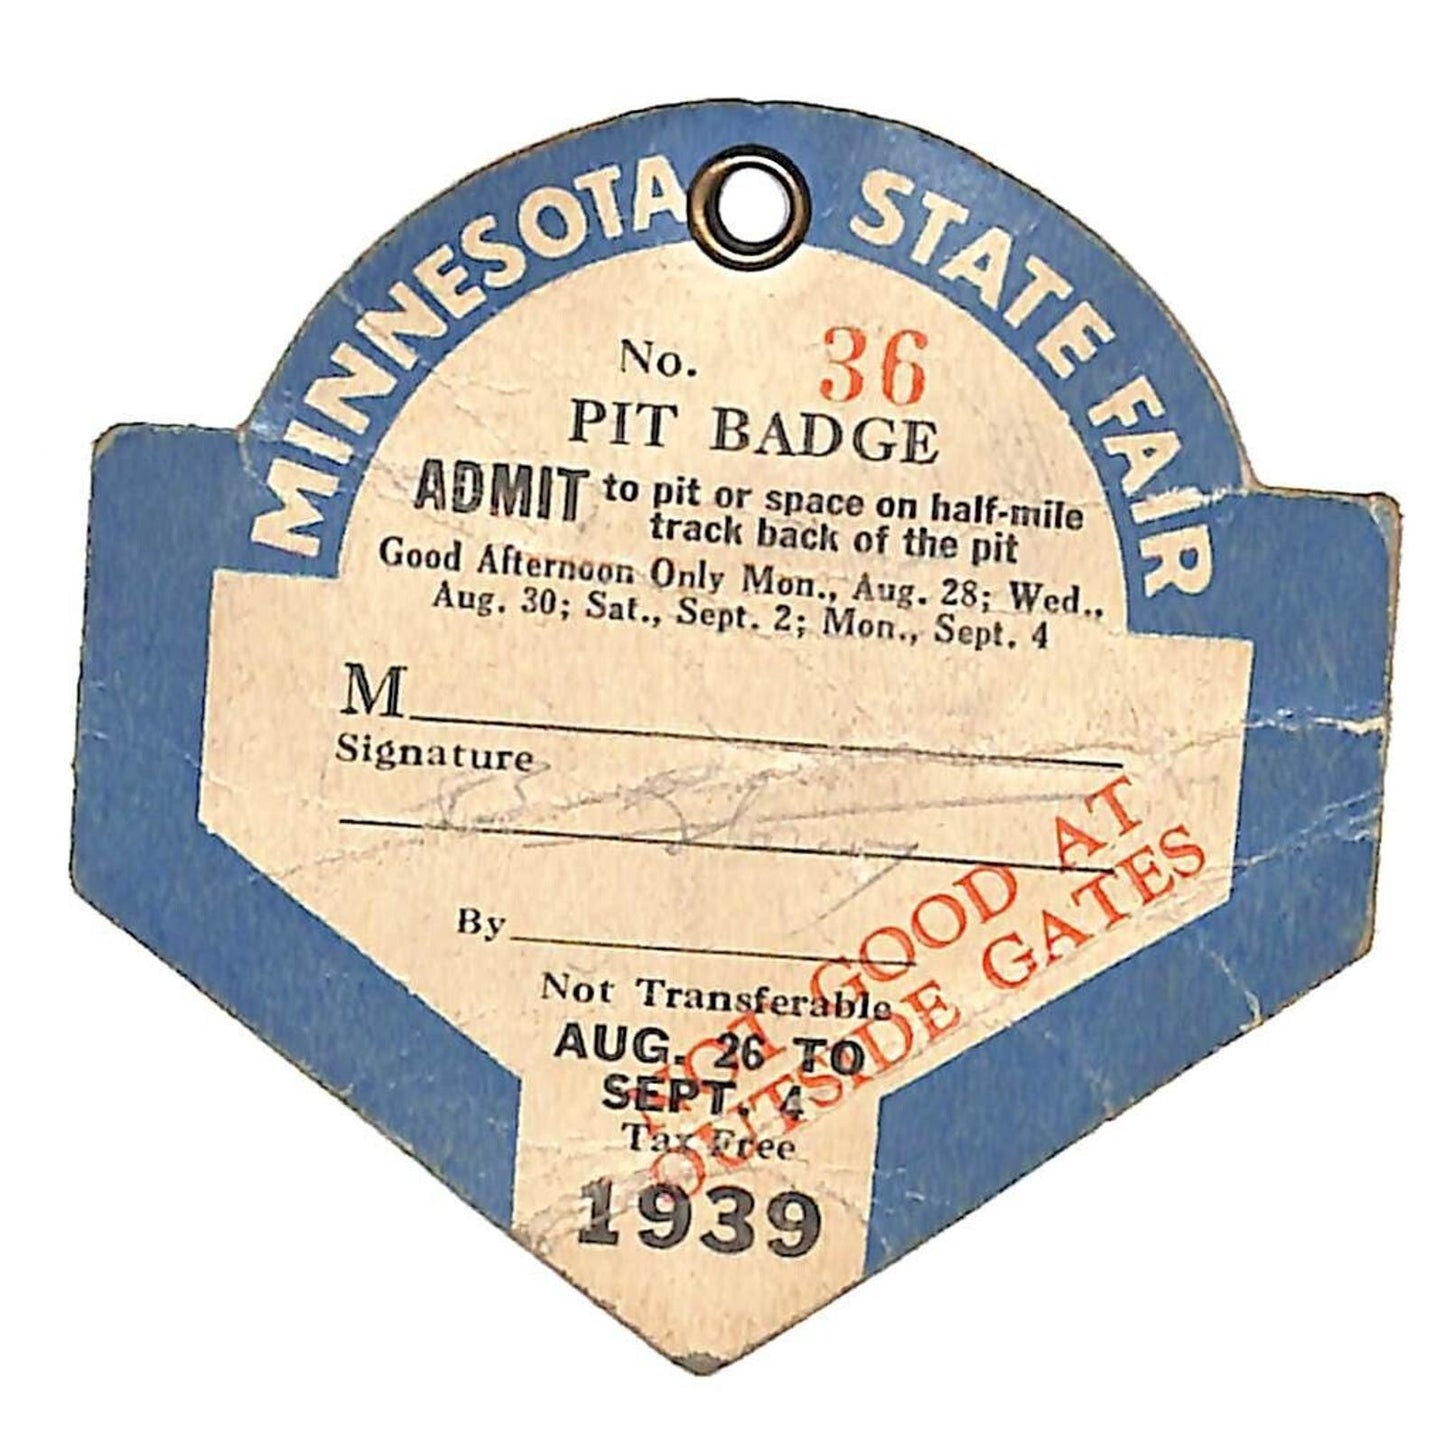 MINNESOTA STATE FAIR
No. 36
PIT BADGE
ADMIT to pit or space on half-mile
track back of the pit
Good Afternoon Only Mon., Aug. 28; Wed.,
Aug. 30; Sat., Sept. 2; Mon., Sept. 4
M
Signature
By
Not Transferable
AUG. 26 TO
SEPT. 4
Tax Free
1939
NOT GOOD AT
OUTSIDE GATES